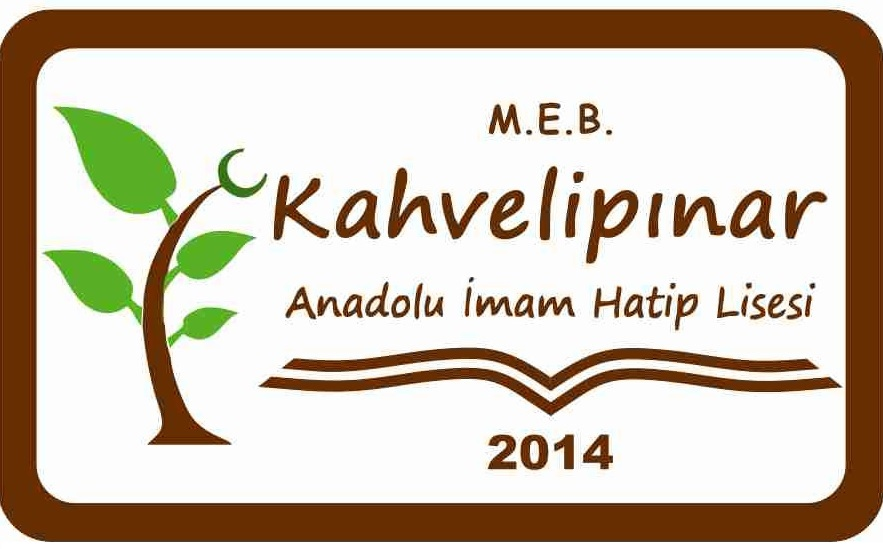 M.E.B.
Kahvelipınar
Anadolu İmam Hatip Lisesi
2014